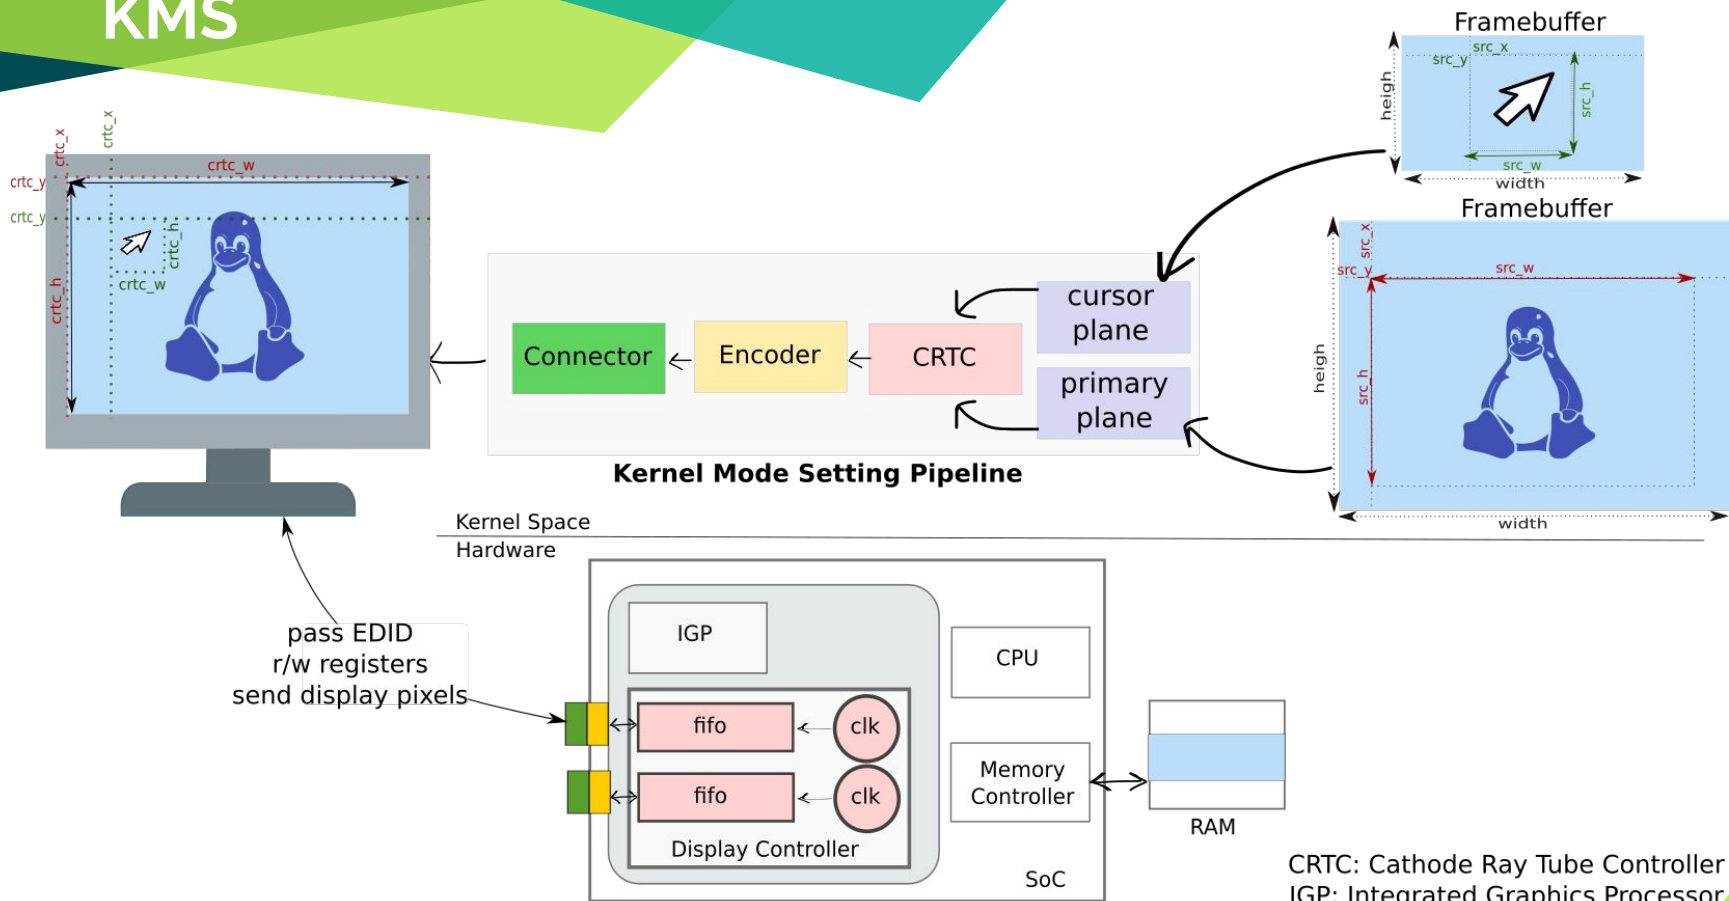 KMS
Framebuffer
src_x
src_y
heigh
src_h
src_w
width
Framebuffer
src_x
src_y
src_w
heigh
src_h
width
crtc_x
crtc_x
crtc_w
crtc_y
crtc_y
crtc_h
crtc_w
crtc_h
cursor
plane
Connector
Encoder
CRTC
primary
plane
Kernel Mode Setting Pipeline
Kernel Space
Hardware
pass EDID
r/w registers
send display pixels
IGP
CPU
fifo
clk
fifo
clk
Memory
Controller
Display Controller
SoC
RAM
CRTC: Cathode Ray Tube Controller
IGP: Integrated Graphics Processor